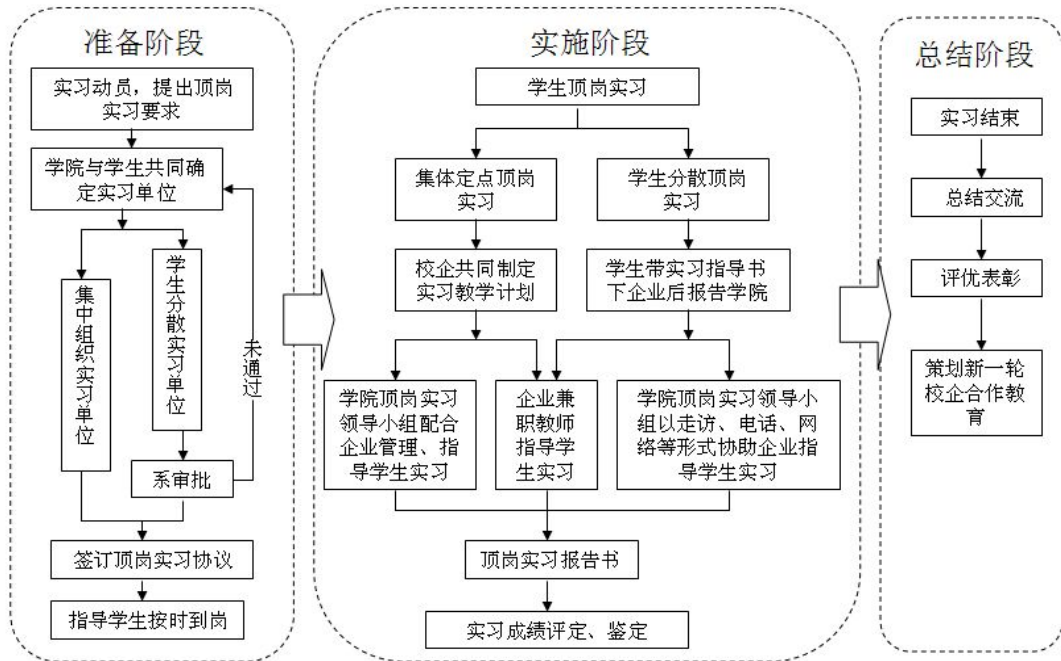 准备阶段
实习动员，提出顶岗
实习要求
学院与学生共同确
定实习单位
集中组织实习单位
学生分散实习单位
未通过
系审批
签订顶岗实习协议
指导学生按时到岗
实施阶段
学生顶岗实习
集体定点顶岗
实习
学生分散顶岗
实习
校企共同制定
实习教学计划
学生带实习指导书
下企业后报告学院
学院顶岗实习
领导小组配合
企业管理、指
导学生实习
企业兼
职教师
指导学
生实习
学院顶岗实习领导小
组以走访、电话、网
络等形式协助企业指
导学生实习
顶岗实习报告书
实习成绩评定、鉴定
总结阶段
实习结束
总结交流
评优表彰
策划新一轮
校企合作教
育